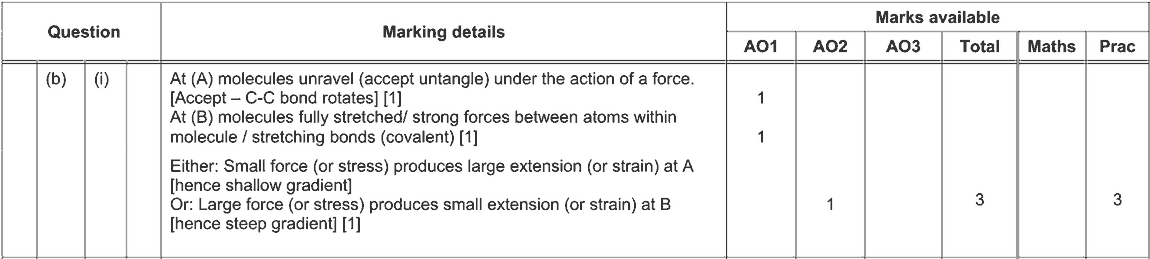 Question
Marking details
Marks available
AO1 AO2 AO3 Total Maths Prac
(b) (i) At (A) molecules unravel (accept untangle) under the action of a force.
[Accept – C-C bond rotates] [1] 1
At (B) molecules fully stretched/ strong forces between atoms within
molecule / stretching bonds (covalent) [1] 1
Either: Small force (or stress) produces large extension (or strain) at A
[hence shallow gradient]
Or: Large force (or stress) produces small extension (or strain) at B 1 3 3
[hence steep gradient] [1]